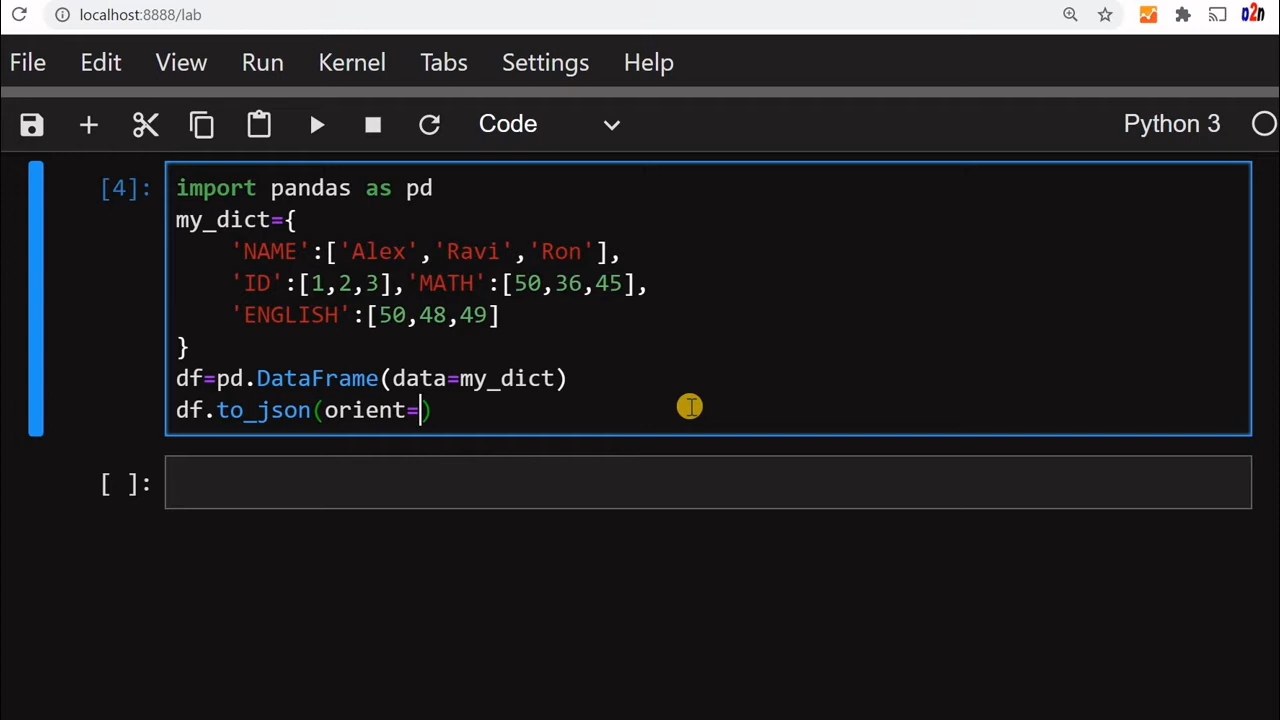 localhost:8888/lab
o2n
File Edit View Run Kernel Tabs Settings Help
Code Python 3
[4]: import pandas as pd
my_dict={
    'NAME':['Alex','Ravi','Ron'],
    'ID':[1,2,3],'MATH':[50,36,45],
    'ENGLISH':[50,48,49]
}
df=pd.DataFrame(data=my_dict)
df.to_json(orient=)
[ ]: